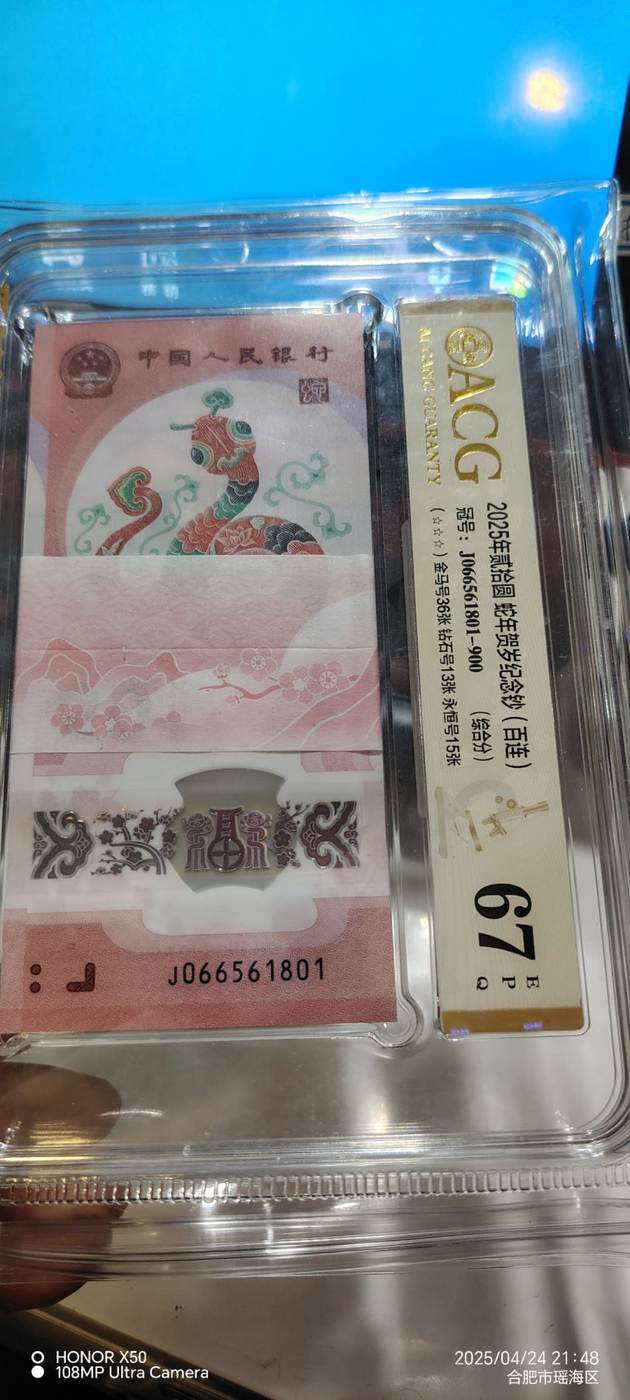 中国人民银行
J066561801
ACG
AI CANG GUARANTY
2025年贰拾圆 蛇年贺岁纪念钞（百连）
冠号：J066561801-900 （综合分）
（☆☆☆）金马号36张 钻石号13张 永恒号15张
67
E
P
Q
HONOR X50
108MP Ultra Camera
2025/04/24 21:48
合肥市瑶海区